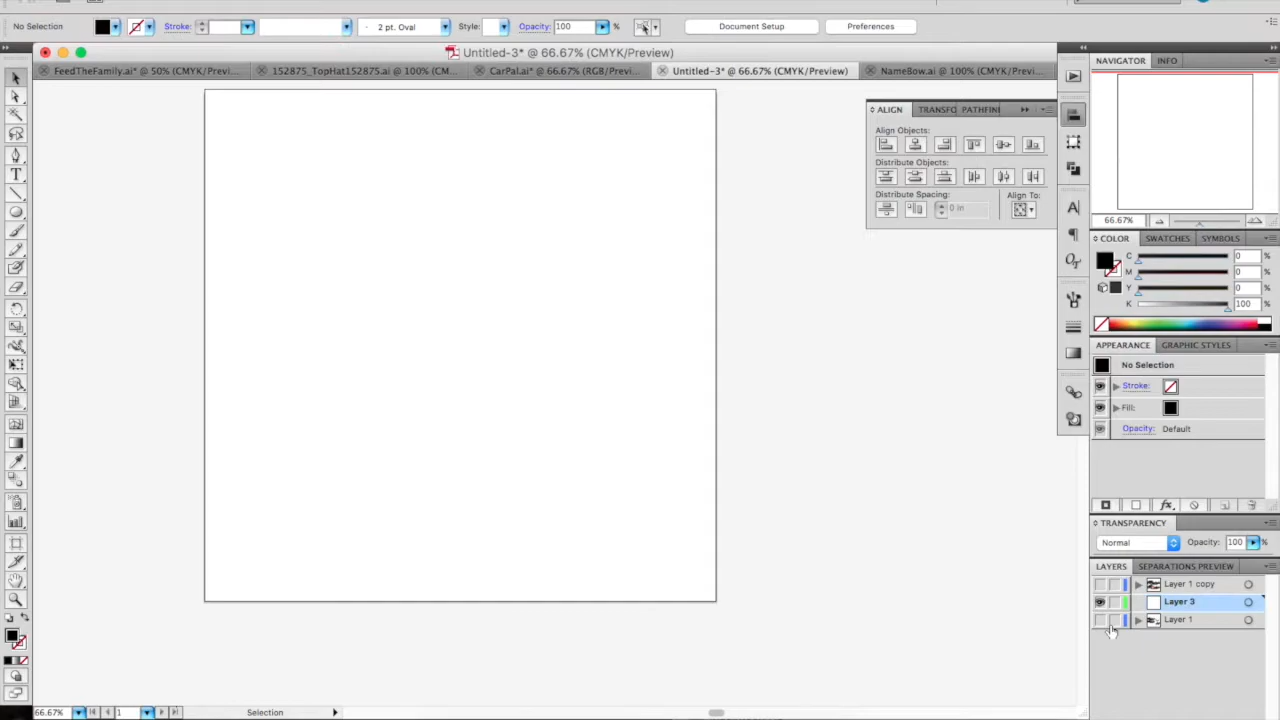 No Selection Stroke: 2 pt. Oval Style: Opacity: 100 % Document Setup Preferences
Untitled-3* @ 66.67% (CMYK/Preview)
FeedTheFamily.ai* @ 50% (CMYK/Previ... 152875_TopHat152875.ai @ 100% (CM... CarPal.ai* @ 66.67% (RGB/Previ... Untitled-3* @ 66.67% (CMYK/Preview) NameBow.ai @ 100% (CMYK/Previ...
NAVIGATOR INFO
ALIGN TRANSFO PATHFIN
Align Objects:
Distribute Objects:
Distribute Spacing: Align To:
0 in
66.67%
COLOR SWATCHES SYMBOLS
C 0 %
M 0 %
Y 0 %
K 100 %
APPEARANCE GRAPHIC STYLES
No Selection
Stroke:
Fill:
Opacity: Default
fx
TRANSPARENCY
Normal Opacity: 100 %
LAYERS SEPARATIONS PREVIEW
Layer 1 copy
Layer 3
Layer 1
66.67% 1 Selection